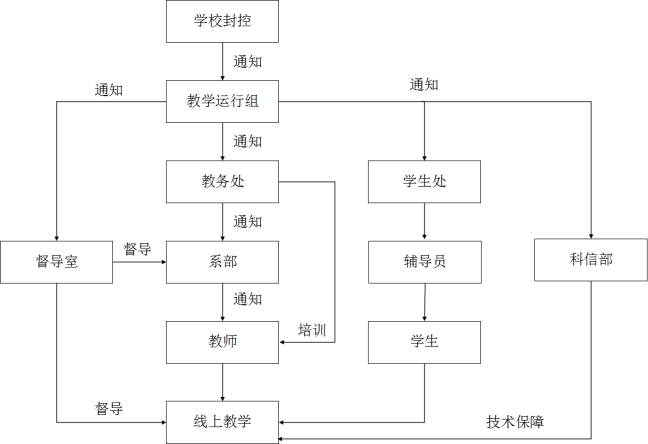 学校封控
通知
教学运行组
通知
通知
通知
教务处
学生处
通知
督导室
督导
系部
辅导员
科信部
通知
教师
培训
学生
督导
线上教学
技术保障